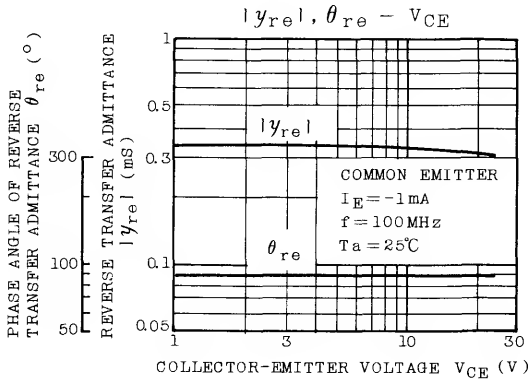 |yre|, θre – VCE
PHASE ANGLE OF REVERSE
TRANSFER ADMITTANCE θre (°)
300
100
50
REVERSE TRANSFER ADMITTANCE
|yre| (mS)
1
0.5
0.3
0.1
0.05
|yre|
COMMON EMITTER
IE=-1mA
f=100MHz
Ta=25℃
θre
1
3
10
30
COLLECTOR-EMITTER VOLTAGE VCE (V)